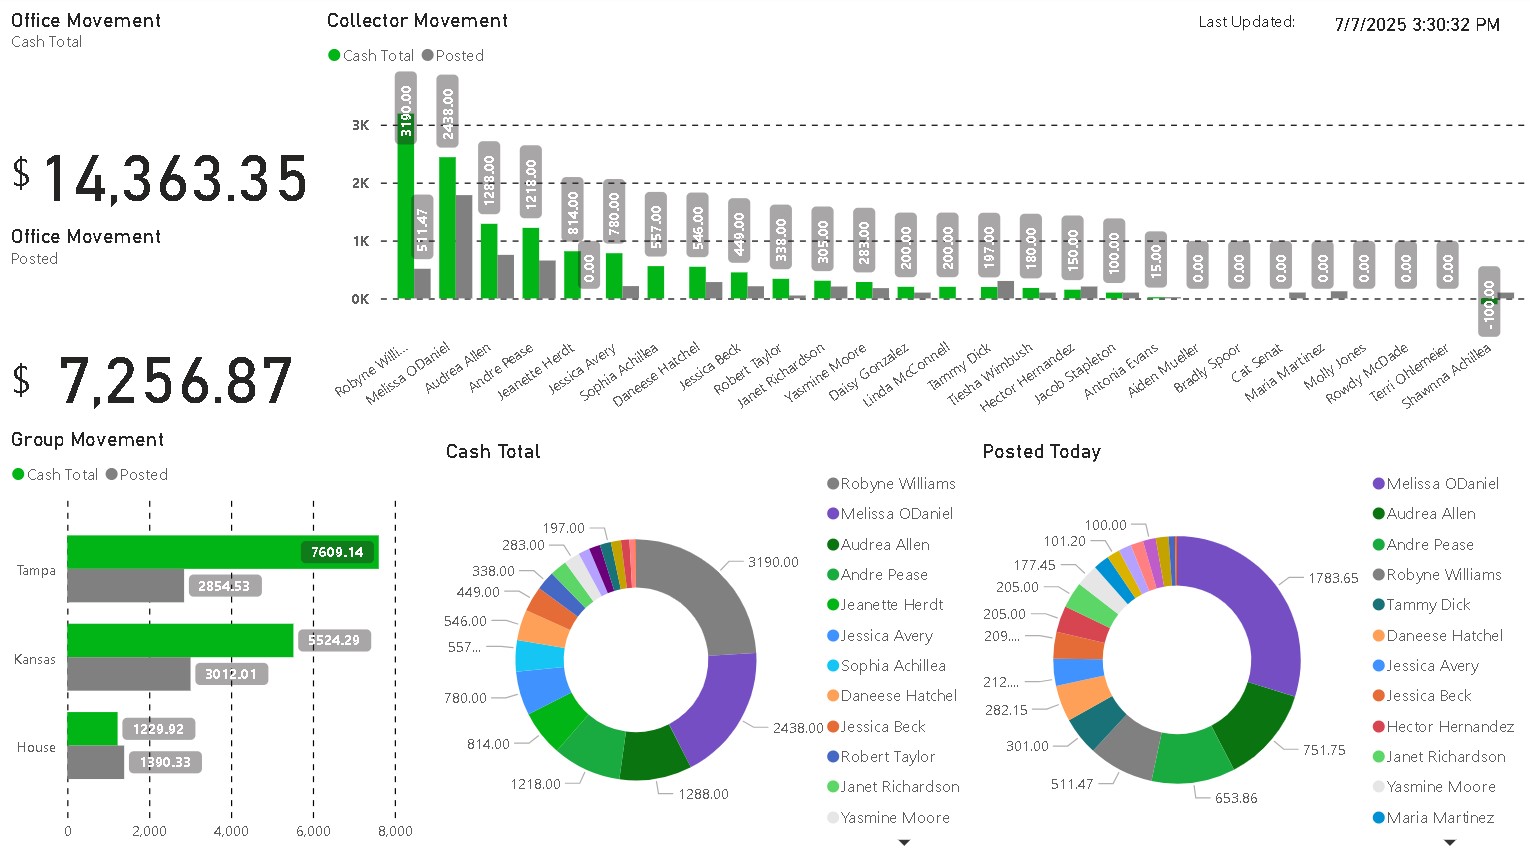 Office Movement
Cash Total
$ 14,363.35
Office Movement
Posted
$ 7,256.87
Collector Movement
Cash Total Posted
Last Updated: 7/7/2025 3:30:32 PM
3K
2K
1K
0K
3190.00
511.47
2438.00
1288.00
1218.00
814.00
0.00
780.00
557.00
546.00
449.00
338.00
305.00
283.00
200.00
200.00
197.00
180.00
150.00
100.00
15.00
0.00
0.00
0.00
0.00
0.00
0.00
0.00
-100.00
Robyne Willi...
Melissa ODaniel
Audrea Allen
Andre Pease
Jeanette Herdt
Jessica Avery
Sophia Achillea
Daneese Hatchel
Jessica Beck
Robert Taylor
Janet Richardson
Yasmine Moore
Daisy Gonzalez
Linda McConnell
Tammy Dick
Tiesha Wimbush
Hector Hernandez
Jacob Stapleton
Antonia Evans
Aiden Mueller
Bradly Spoor
Cat Senat
Maria Martinez
Molly Jones
Rowdy McDade
Terri Ohlemeier
Shawnna Achillea
Group Movement
Cash Total Posted
Tampa
7609.14
2854.53
Kansas
5524.29
3012.01
House
1229.92
1390.33
0 2,000 4,000 6,000 8,000
Cash Total
197.00
283.00
338.00
449.00
546.00
557...
780.00
814.00
1218.00
1288.00
2438.00
3190.00
Robyne Williams
Melissa ODaniel
Audrea Allen
Andre Pease
Jeanette Herdt
Jessica Avery
Sophia Achillea
Daneese Hatchel
Jessica Beck
Robert Taylor
Janet Richardson
Yasmine Moore
Posted Today
100.00
101.20
177.45
205.00
205.00
209....
212....
282.15
301.00
511.47
653.86
751.75
1783.65
Melissa ODaniel
Audrea Allen
Andre Pease
Robyne Williams
Tammy Dick
Daneese Hatchel
Jessica Avery
Jessica Beck
Hector Hernandez
Janet Richardson
Yasmine Moore
Maria Martinez